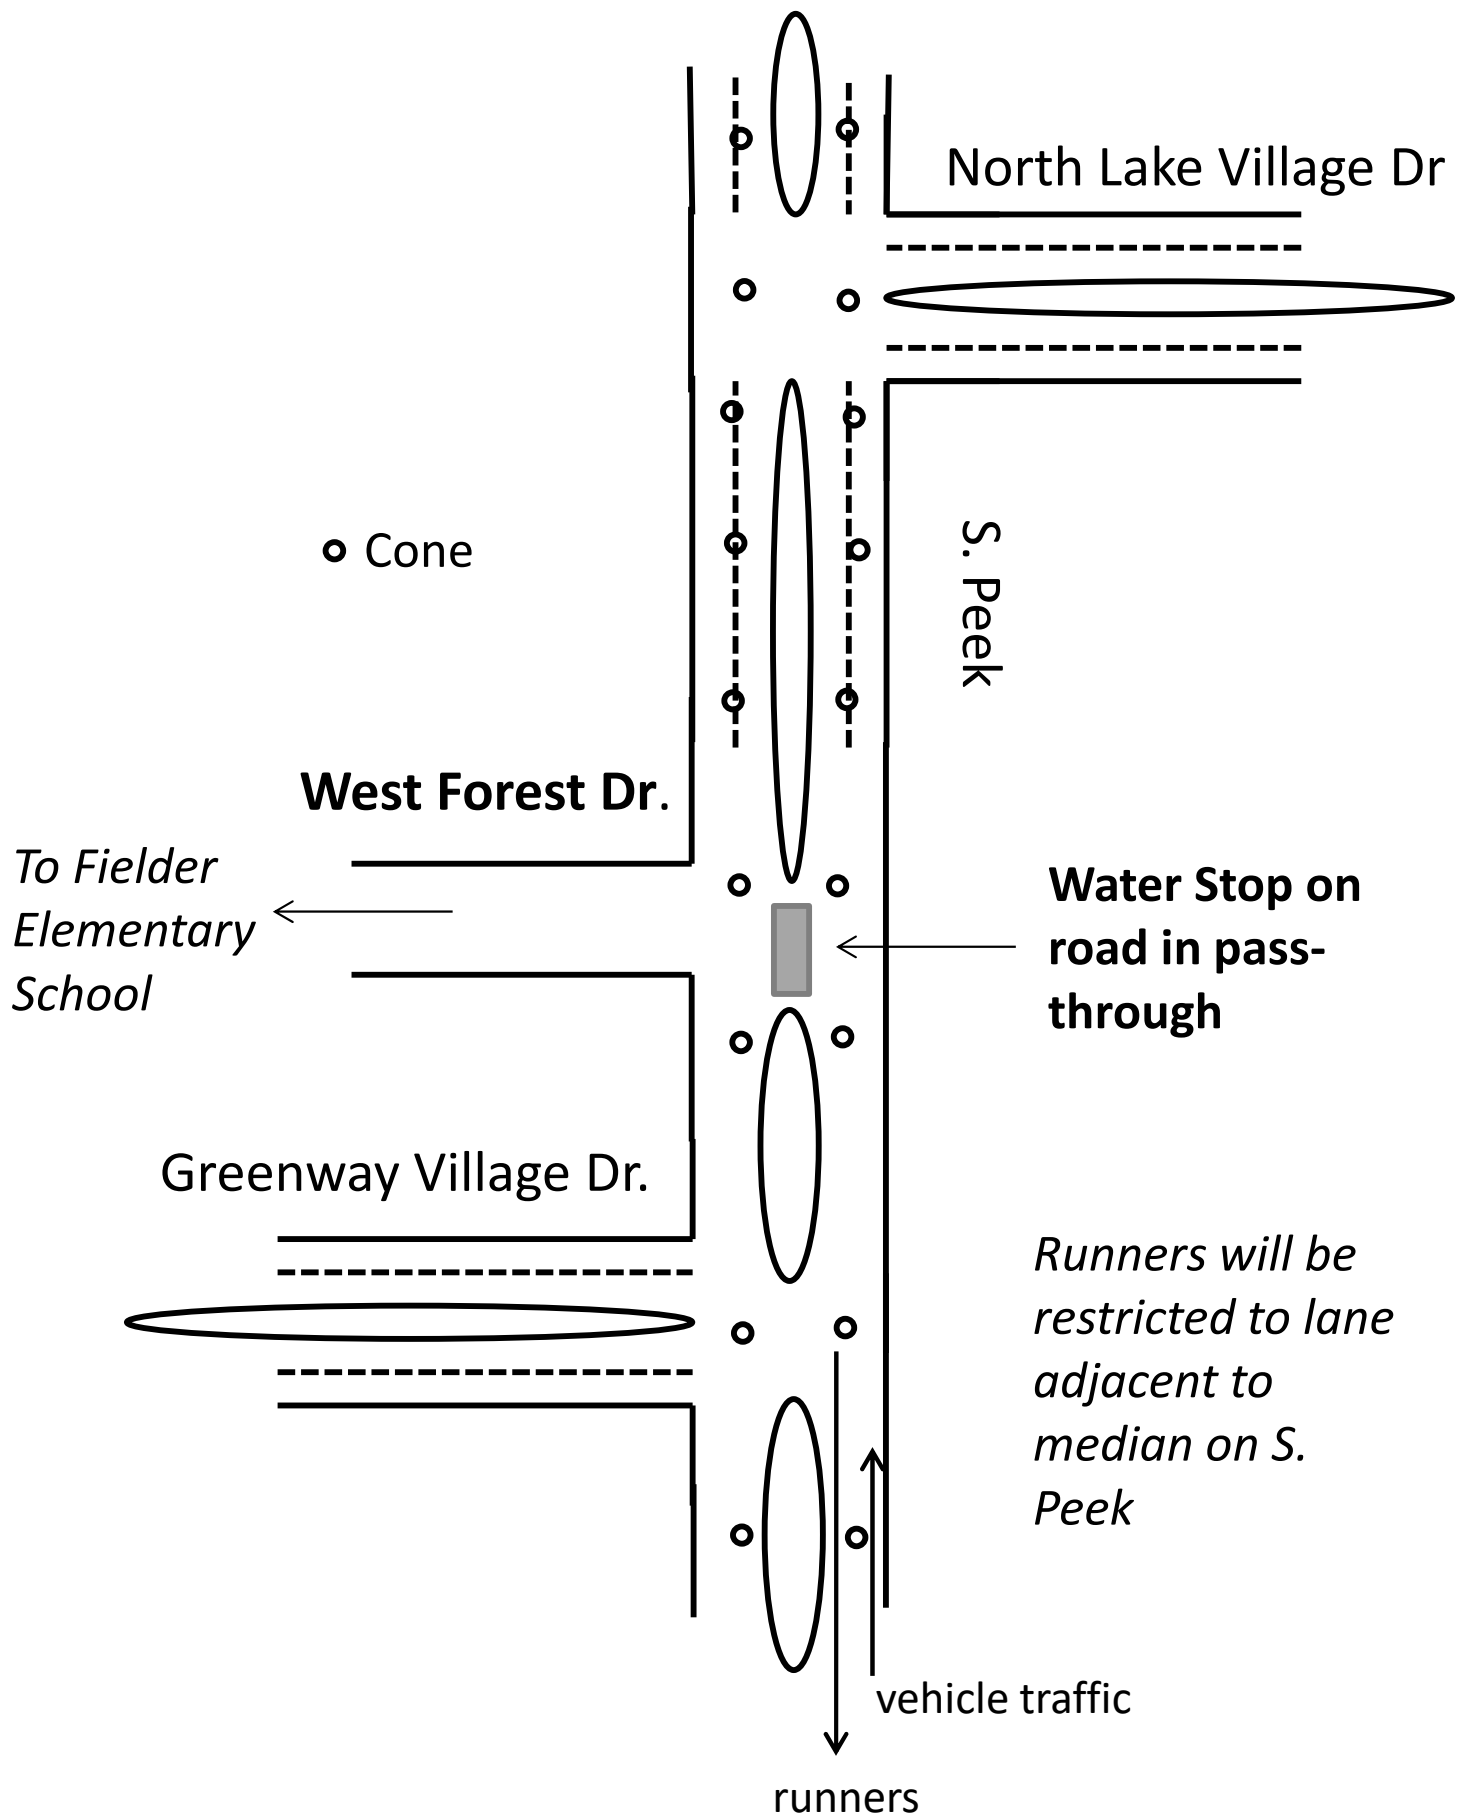 North Lake Village Dr
Cone
S. Peek
West Forest Dr.
To Fielder
Elementary
School
Water Stop on
road in pass-
through
Greenway Village Dr.
Runners will be
restricted to lane
adjacent to
median on S.
Peek
vehicle traffic
runners